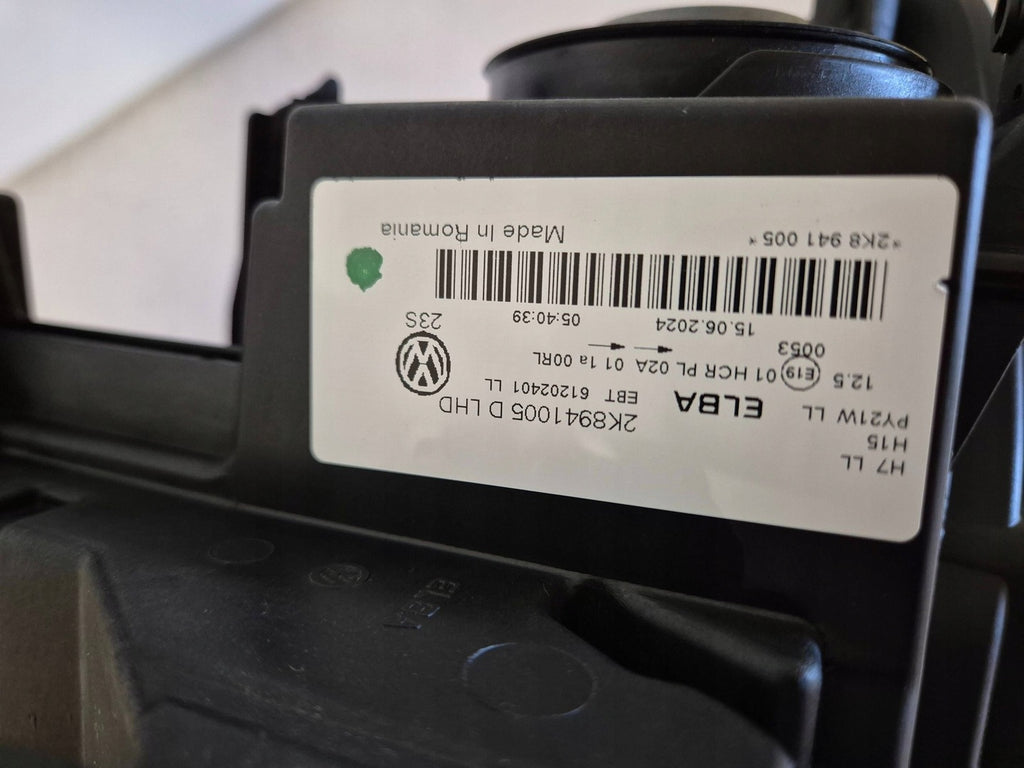 H7 LL
H15
PY21W LL
2K8941005 D LHD
ELBA
EBT 61202401 LL
12.5 E19 01 HCR PL 02A 01 1a 00RL
0053
23S
15.06.2024 05:40:39
*2K8 941 005 *
Made In Romania
ELBA